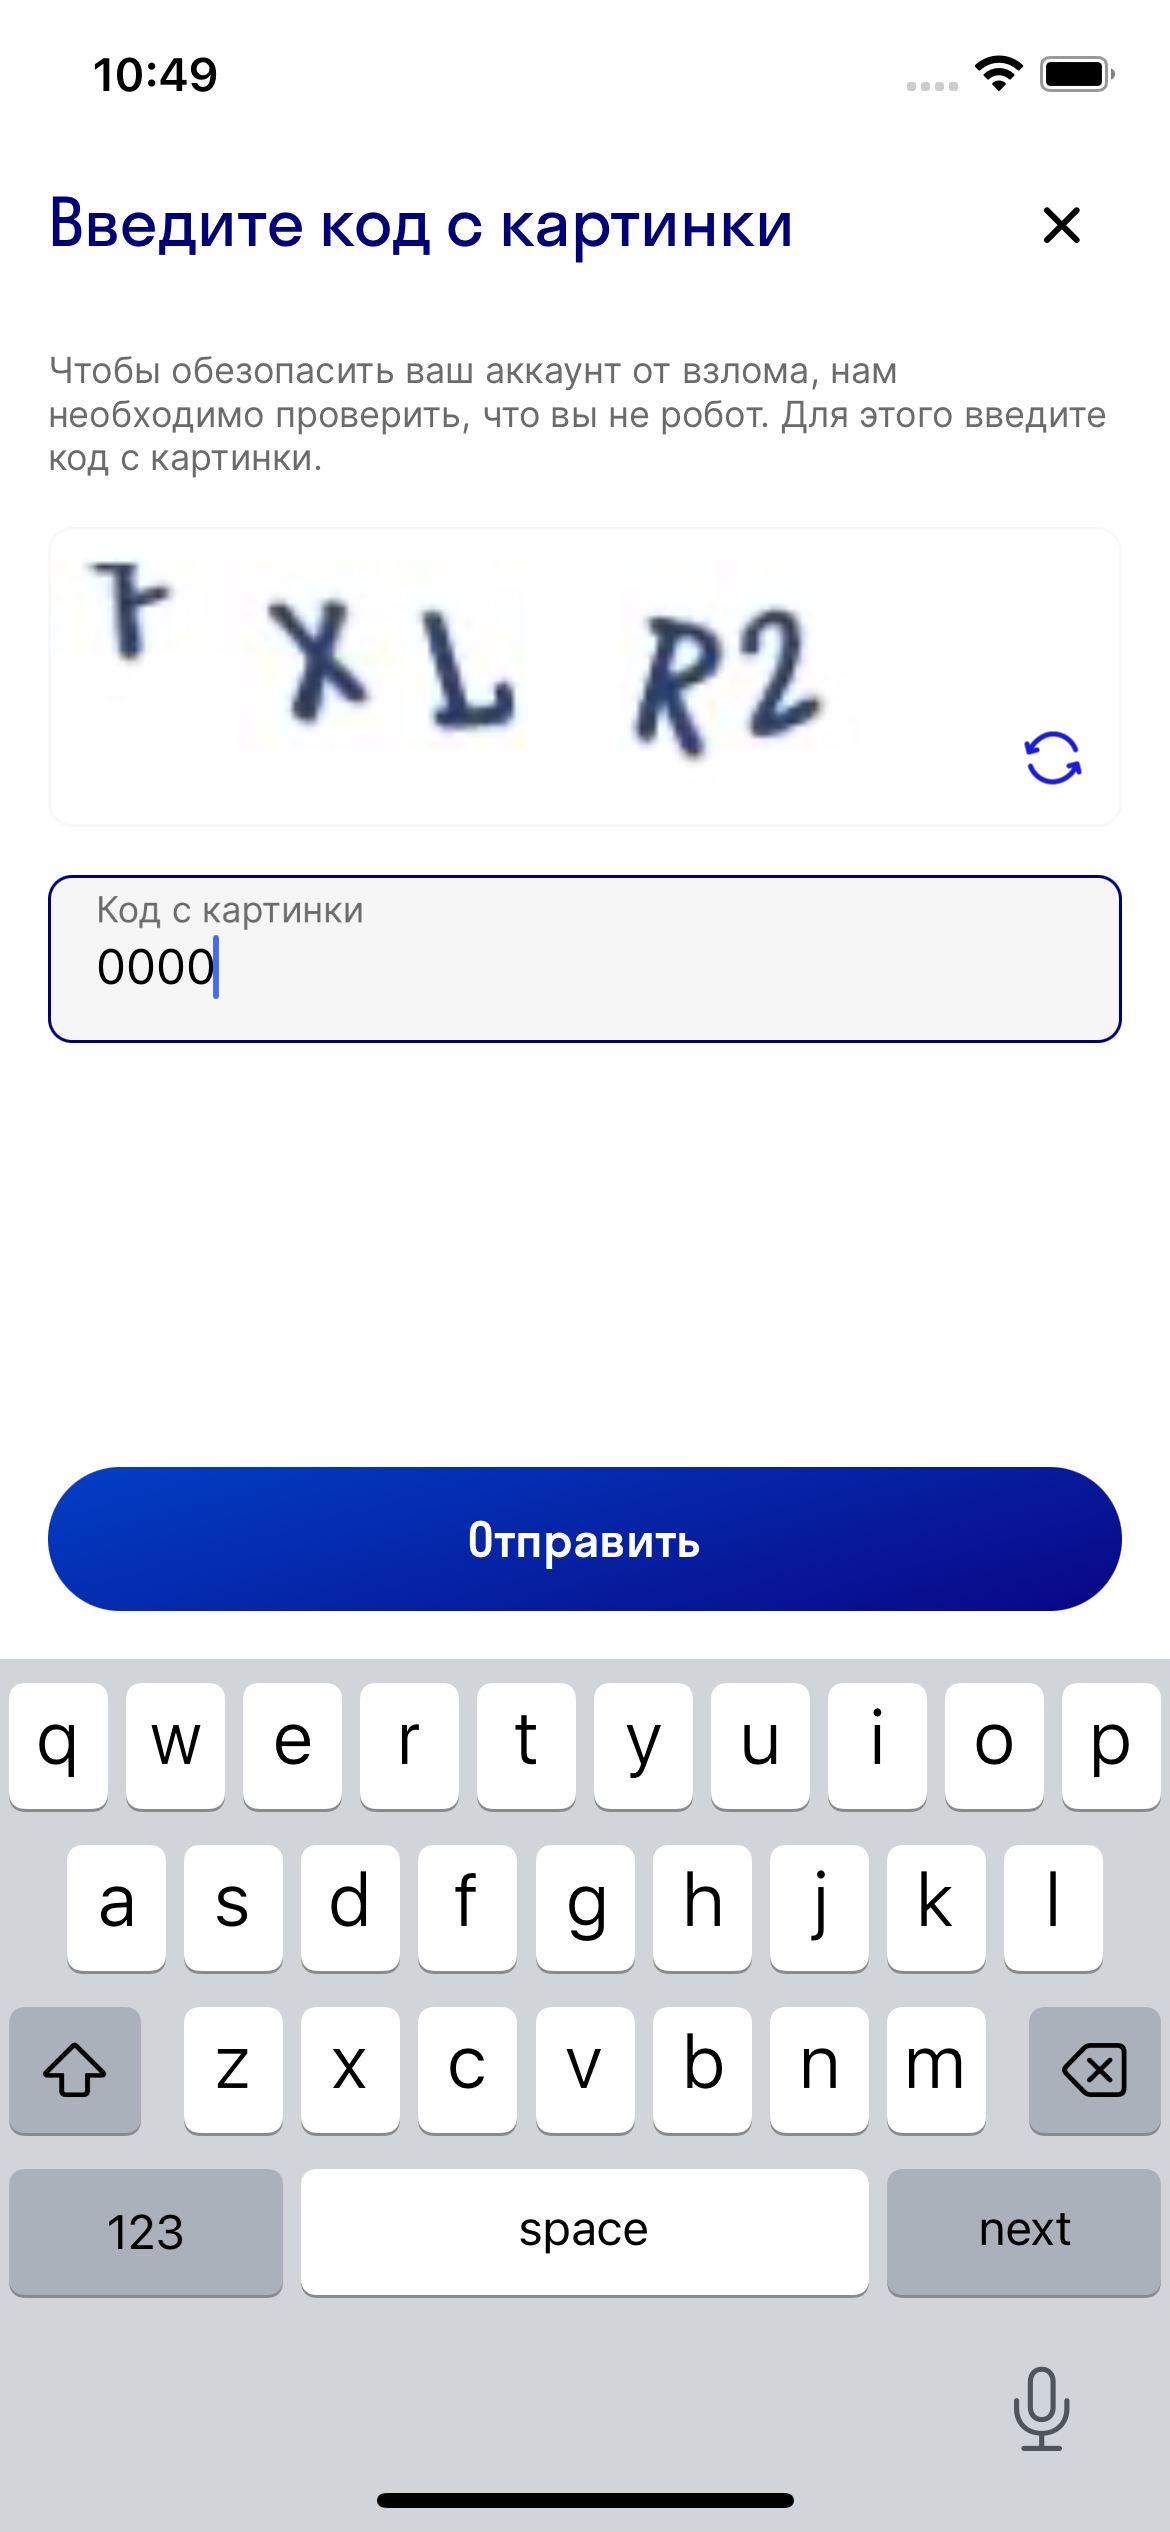 10:49
Введите код с картинки
Чтобы обезопасить ваш аккаунт от взлома, нам
необходимо проверить, что вы не робот. Для этого введите
код с картинки.
XLR2
Код с картинки
0000
Отправить
q w e r t y u i o p
a s d f g h j k l
z x c v b n m
123 space next